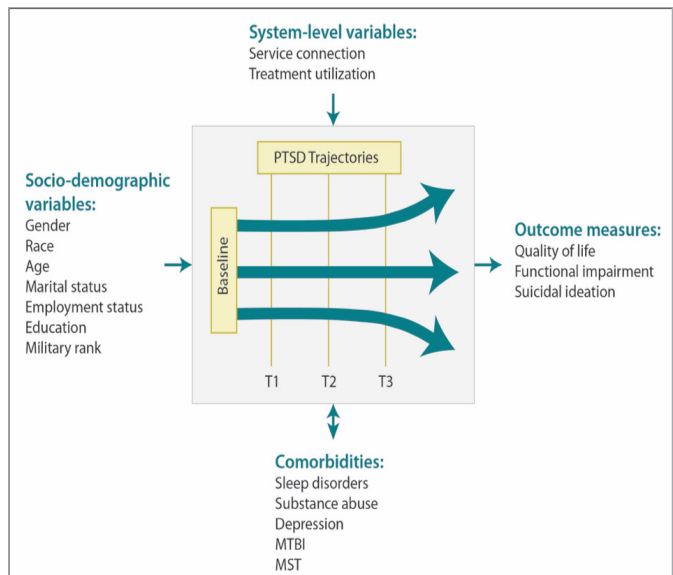 System-level variables:
Service connection
Treatment utilization
PTSD Trajectories
Socio-demographic
variables:
Gender
Race
Age
Marital status
Employment status
Education
Military rank
Baseline
T1
T2
T3
Outcome measures:
Quality of life
Functional impairment
Suicidal ideation
Comorbidities:
Sleep disorders
Substance abuse
Depression
MTBI
MST